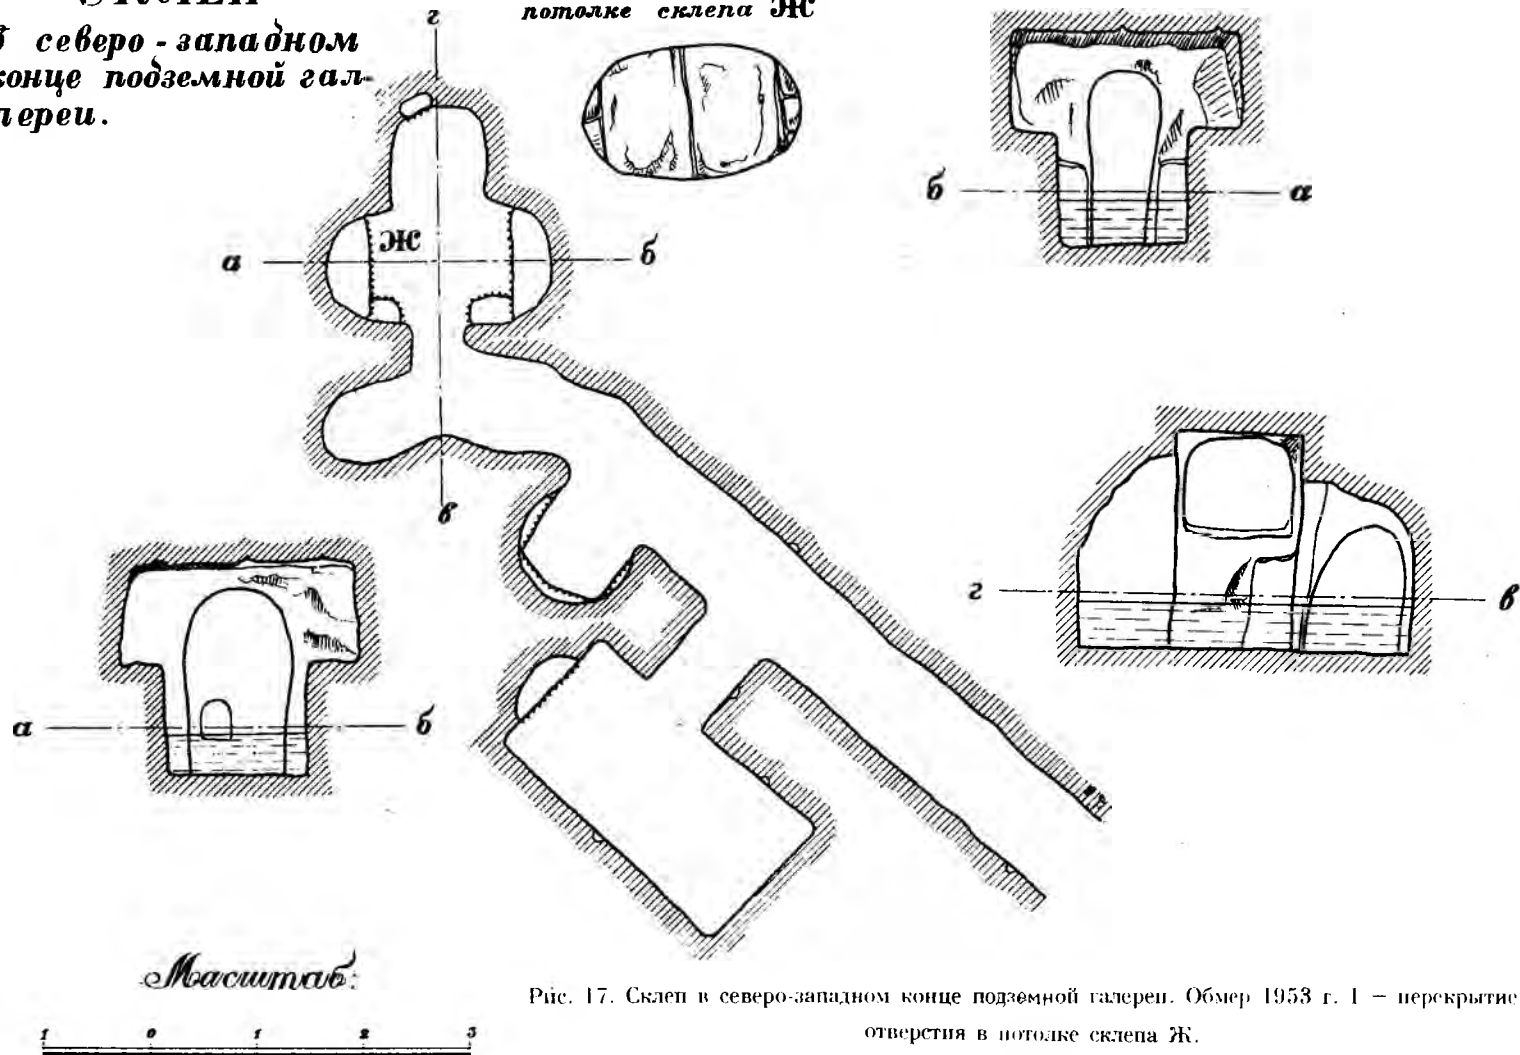 в северо-западном
конце подземной гал-
лереи.
потолке склепа Ж
г
а
Ж
б
в
б
а
г
в
а
б
Масштаб:
1 0 1 2 3
Рис. 17. Склеп в северо-западном конце подземной галереи. Обмер 1953 г. 1 — перекрытие
отверстия в потолке склепа Ж.